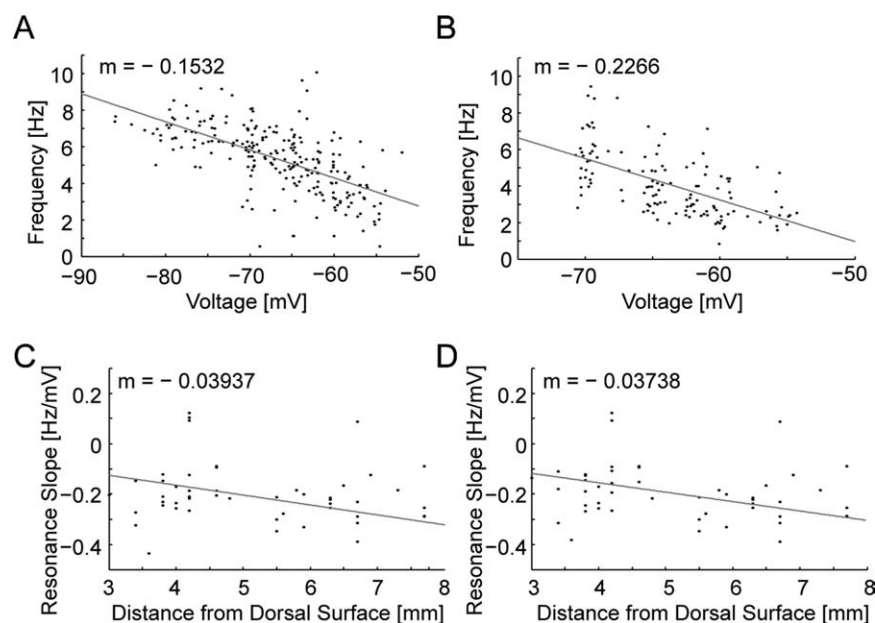 A
m = − 0.1532
Frequency [Hz]
10
8
6
4
2
0
−90 −80 −70 −60 −50
Voltage [mV]
B
m = − 0.2266
Frequency [Hz]
10
8
6
4
2
0
−70 −60 −50
Voltage [mV]
C
m = − 0.03937
Resonance Slope [Hz/mV]
0.2
0
−0.2
−0.4
3 4 5 6 7 8
Distance from Dorsal Surface [mm]
D
m = − 0.03738
Resonance Slope [Hz/mV]
0.2
0
−0.2
−0.4
3 4 5 6 7 8
Distance from Dorsal Surface [mm]